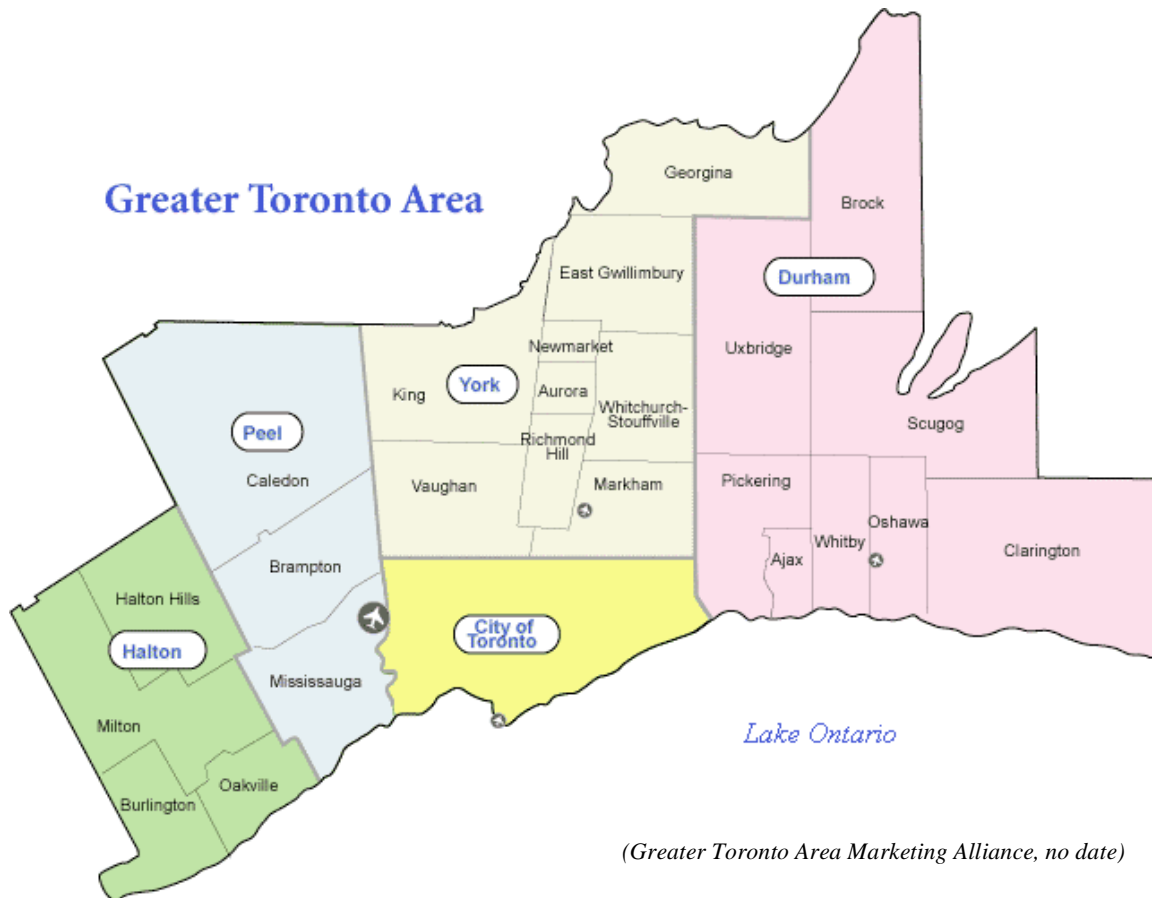 Greater Toronto Area
Georgina
Brock
East Gwillimbury
Durham
Newmarket
Uxbridge
King
York
Aurora
Whitchurch-
Stouffville
Scugog
Peel
Richmond
Hill
Caledon
Vaughan
Markham
Pickering
Oshawa
Whitby
Clarington
Ajax
Brampton
Halton Hills
City of
Toronto
Halton
Mississauga
Milton
Lake Ontario
Oakville
Burlington
(Greater Toronto Area Marketing Alliance, no date)